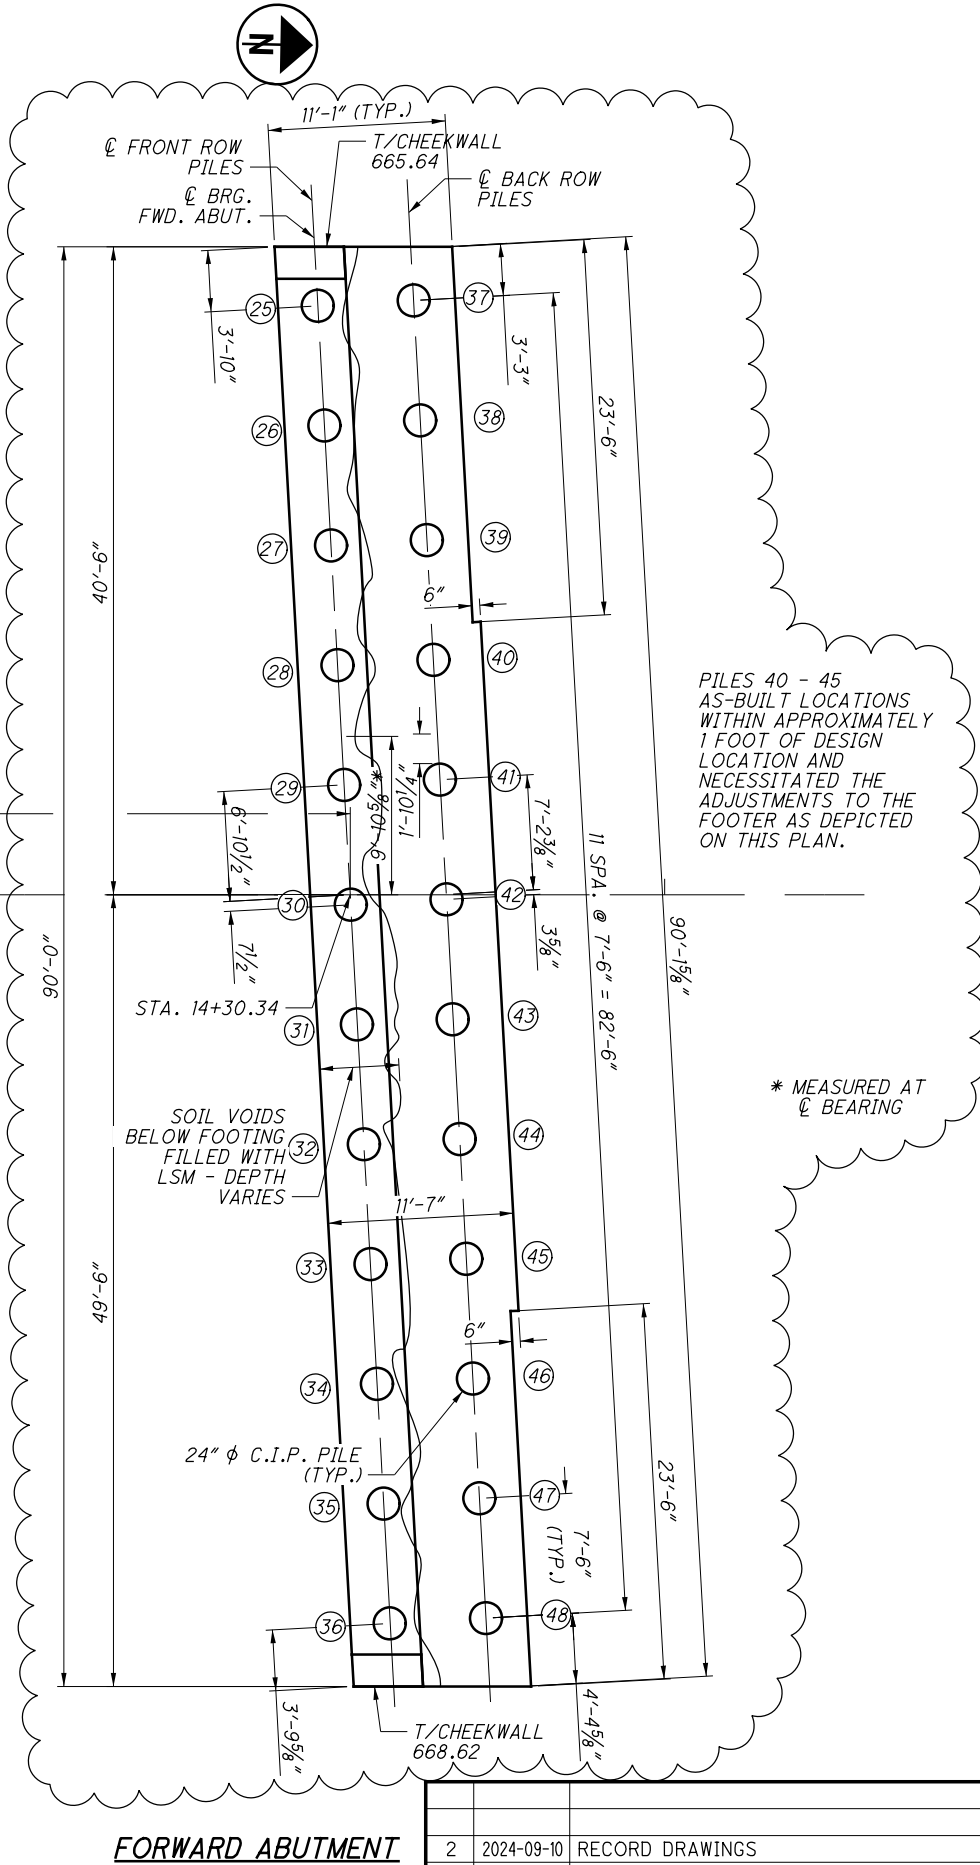 N
11'-1" (TYP.)
℄ FRONT ROW
PILES
T/CHEEKWALL
665.64
℄ BRG.
FWD. ABUT.
℄ BACK ROW
PILES
25
37
3'-10"
3'-3"
23'-6"
26
38
27
39
40'-6"
6"
28
40
PILES 40 - 45
AS-BUILT LOCATIONS
WITHIN APPROXIMATELY
1 FOOT OF DESIGN
LOCATION AND
NECESSITATED THE
ADJUSTMENTS TO THE
FOOTER AS DEPICTED
ON THIS PLAN.
29
41
6'-10½"
9'-10⅝"*
1'-10¼"
7'-2⅜"
11 SPA. @ 7'-6" = 82'-6"
30
42
90'-0"
7½"
3⅝"
90'-1⅝"
STA. 14+30.34
31
43
* MEASURED AT
℄ BEARING
SOIL VOIDS
BELOW FOOTING
FILLED WITH
LSM - DEPTH
VARIES
32
44
11'-7"
33
45
49'-6"
6"
34
46
24" ϕ C.I.P. PILE
(TYP.)
35
47
23'-6"
7'-6"
(TYP.)
36
48
3'-9⅝"
4'-4⅝"
T/CHEEKWALL
668.62
FORWARD ABUTMENT
2 2024-09-10 RECORD DRAWINGS